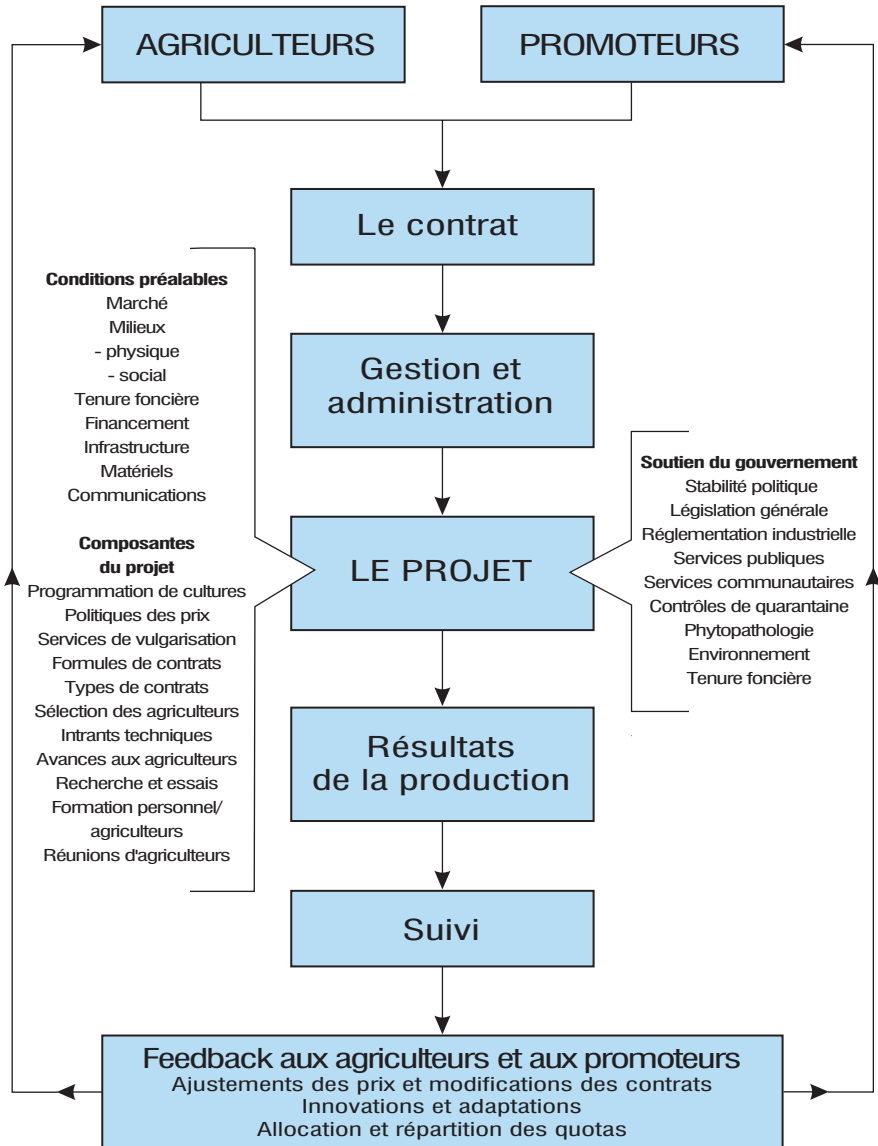 AGRICULTEURS
PROMOTEURS
Le contrat
Gestion et
administration
LE PROJET
Résultats
de la production
Suivi
Feedback aux agriculteurs et aux promoteurs
Ajustements des prix et modifications des contrats
Innovations et adaptations
Allocation et répartition des quotas
Conditions préalables
Marché
Milieux
- physique
- social
Tenure foncière
Financement
Infrastructure
Matériels
Communications
Composantes
du projet
Programmation de cultures
Politiques des prix
Services de vulgarisation
Formules de contrats
Types de contrats
Sélection des agriculteurs
Intrants techniques
Avances aux agriculteurs
Recherche et essais
Formation personnel/
agriculteurs
Réunions d'agriculteurs
Soutien du gouvernement
Stabilité politique
Législation générale
Réglementation industrielle
Services publiques
Services communautaires
Contrôles de quarantaine
Phytopathologie
Environnement
Tenure foncière